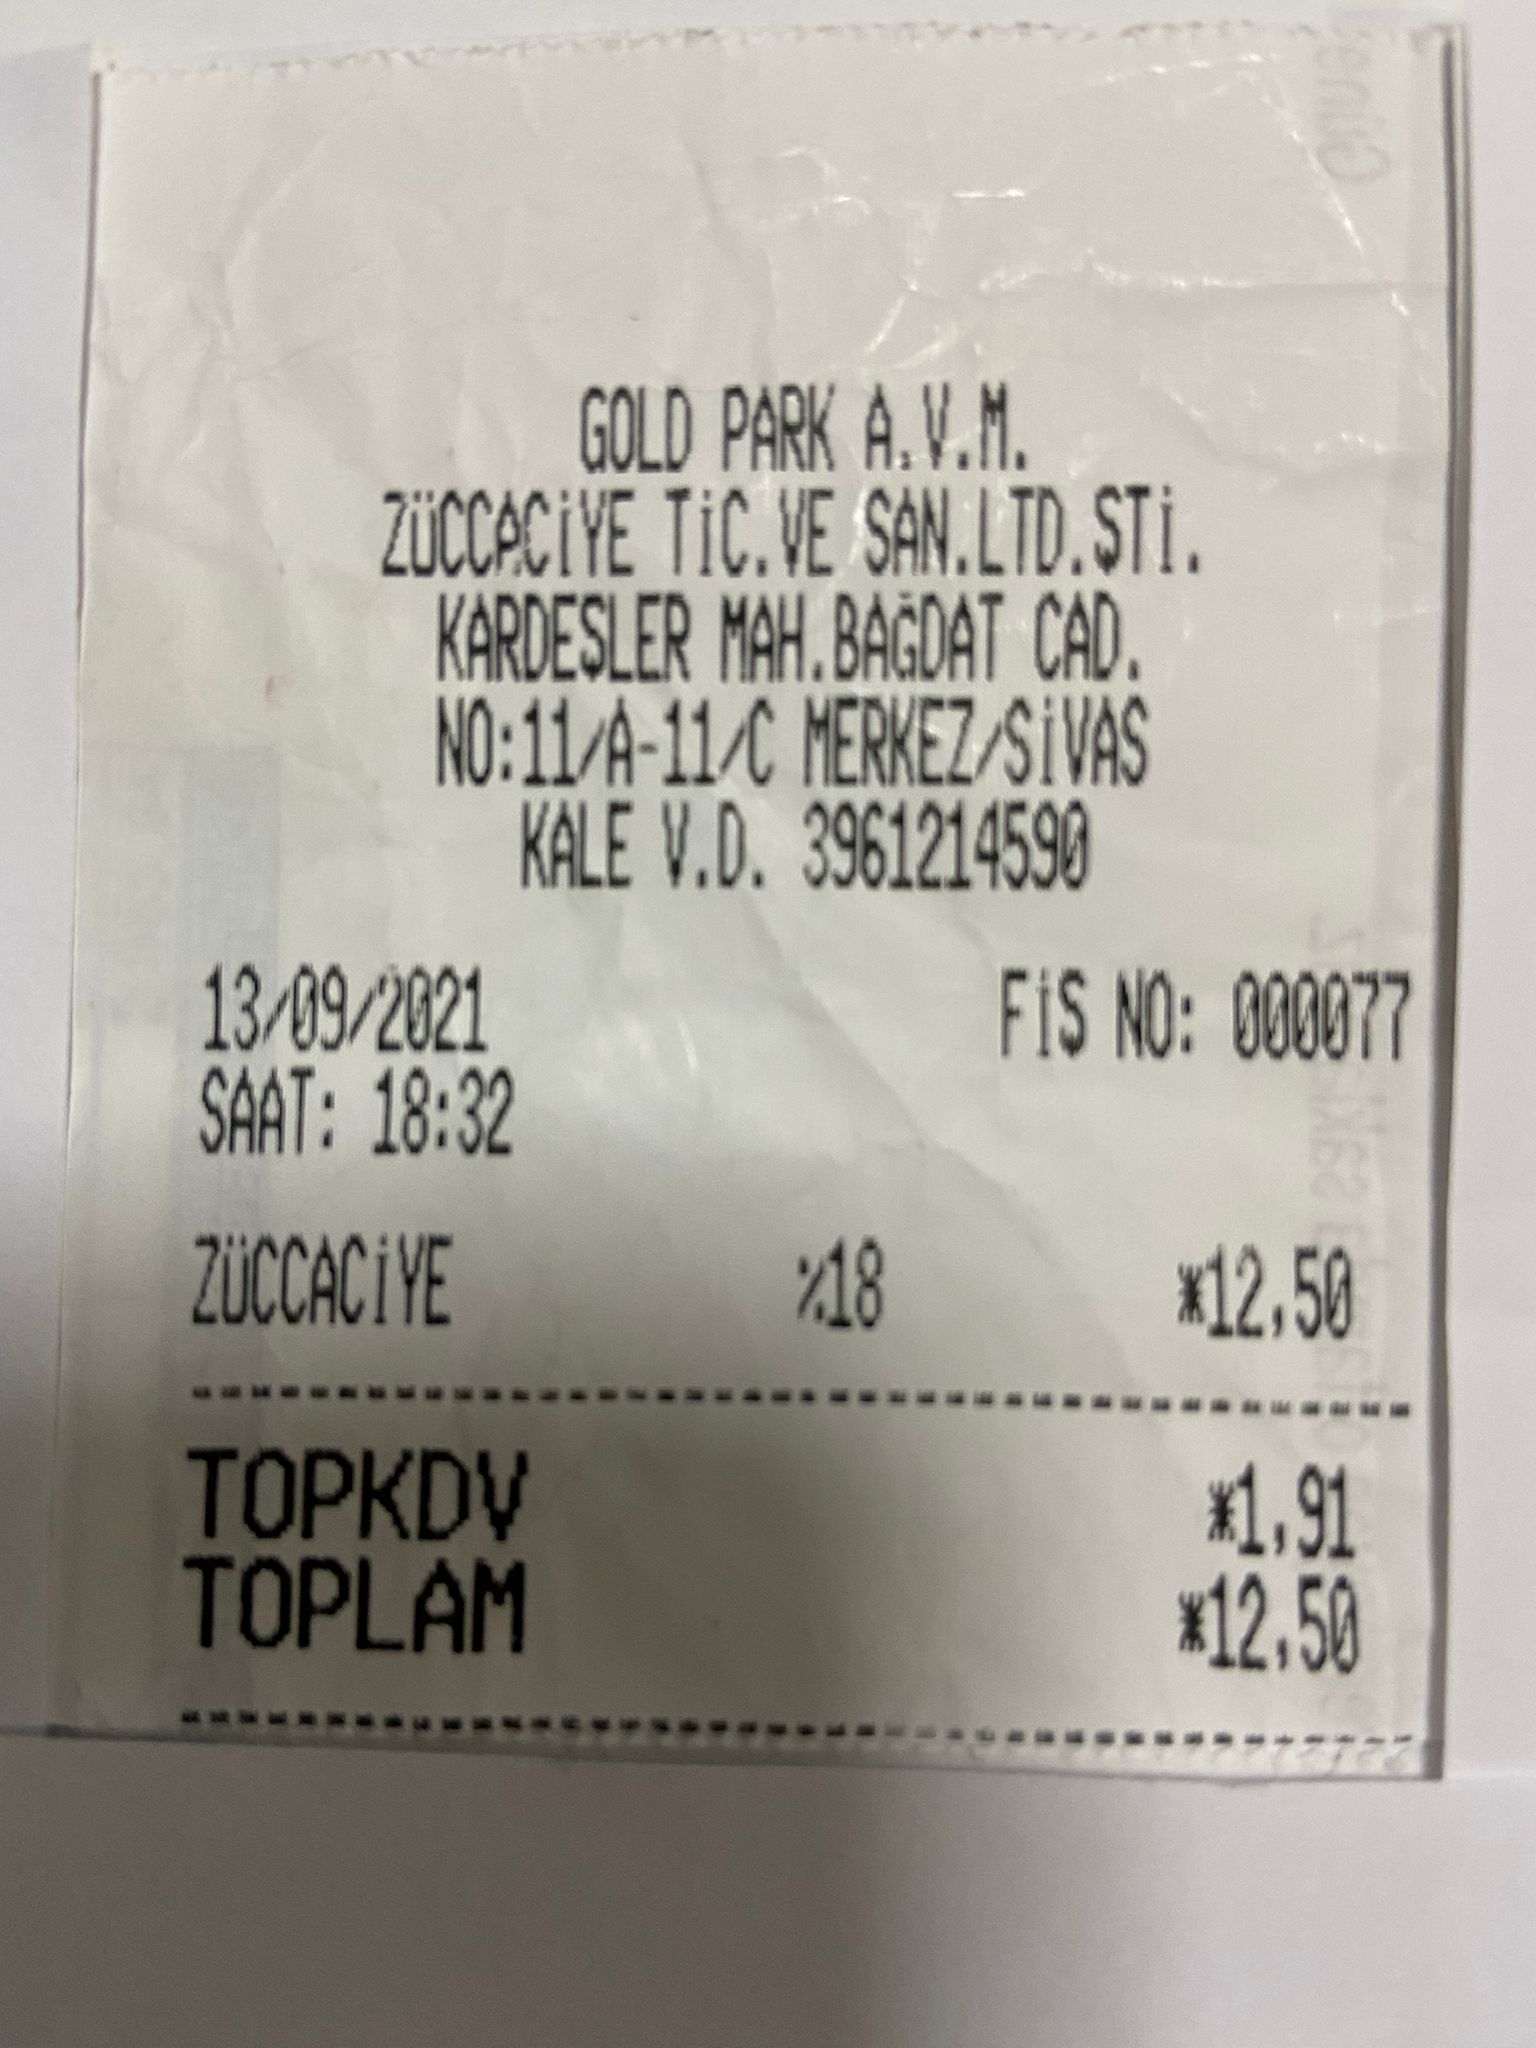 GOLD PARK A.V.M.
ZÜCCACİYE TİC.VE SAN.LTD.ŞTİ.
KARDEŞLER MAH.BAĞDAT CAD.
NO:11/A-11/C MERKEZ/SİVAS
KALE V.D. 3961214590
13/09/2021 FİŞ NO: 000077
SAAT: 18:32
ZÜCCACİYE %18 *12,50
TOPKDV *1,91
TOPLAM *12,50